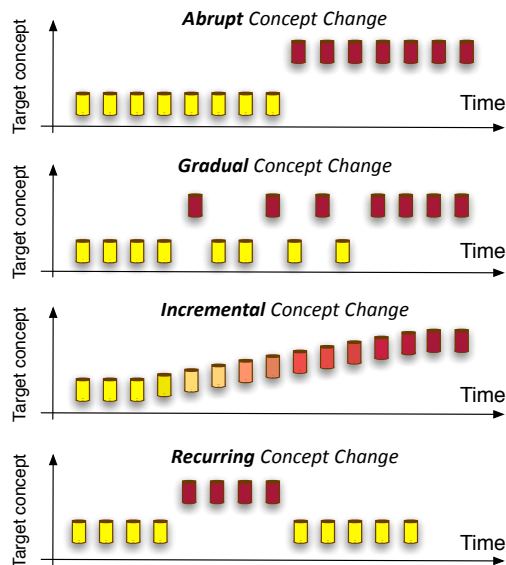 Abrupt Concept Change
Target concept
Time
Gradual Concept Change
Target concept
Time
Incremental Concept Change
Target concept
Time
Recurring Concept Change
Target concept
Time